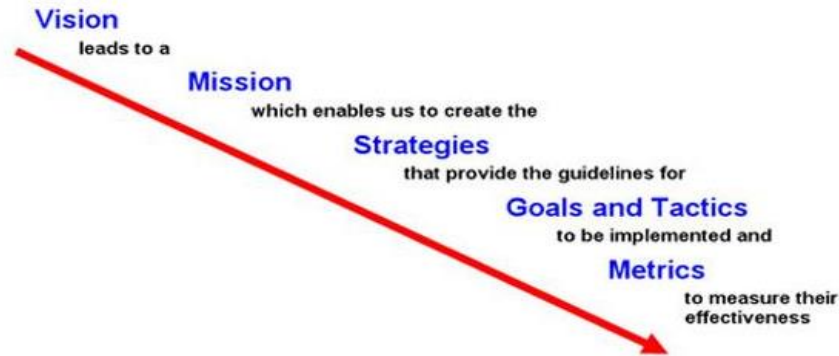 Vision
leads to a
Mission
which enables us to create the
Strategies
that provide the guidelines for
Goals and Tactics
to be implemented and
Metrics
to measure their
effectiveness